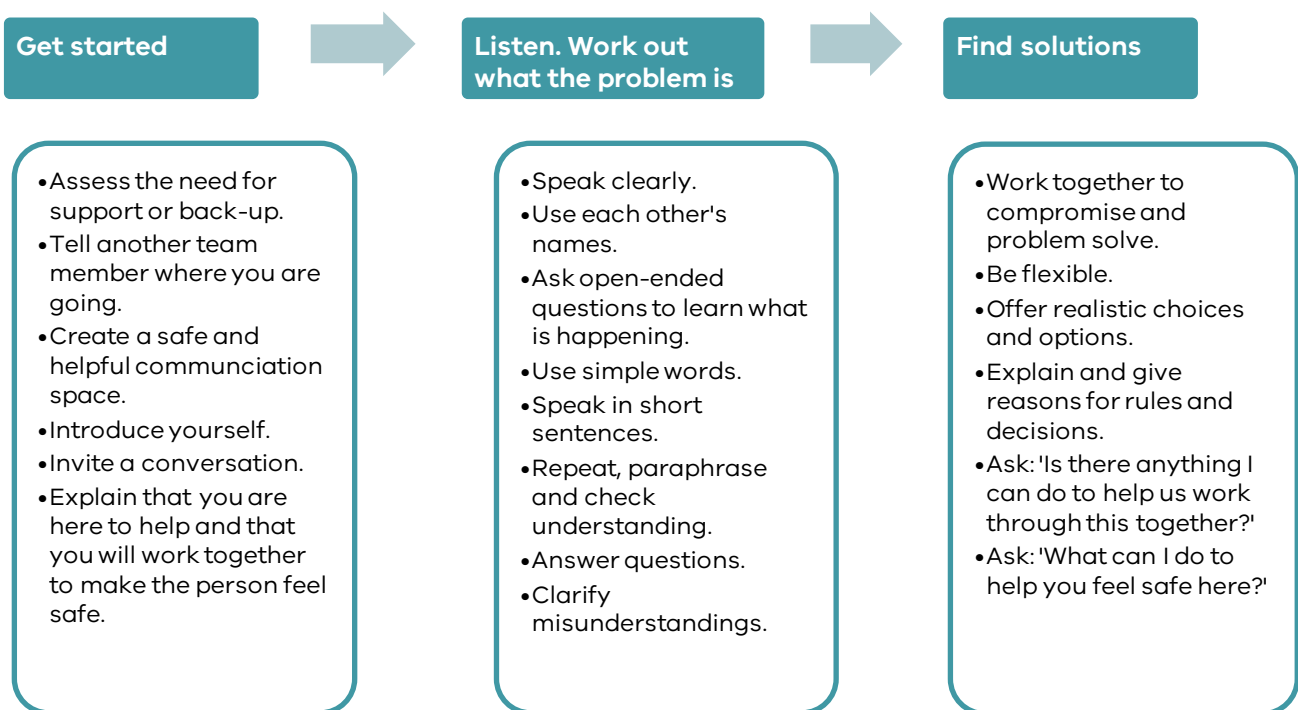 Get started
Listen. Work out
what the problem is
Find solutions
•Assess the need for
support or back-up.
•Tell another team
member where you are
going.
•Create a safe and
helpful communciation
space.
•Introduce yourself.
•Invite a conversation.
•Explain that you are
here to help and that
you will work together
to make the person feel
safe.
•Speak clearly.
•Use each other's
names.
•Ask open-ended
questions to learn what
is happening.
•Use simple words.
•Speak in short
sentences.
•Repeat, paraphrase
and check
understanding.
•Answer questions.
•Clarify
misunderstandings.
•Work together to
compromise and
problem solve.
•Be flexible.
•Offer realistic choices
and options.
•Explain and give
reasons for rules and
decisions.
•Ask: 'Is there anything I
can do to help us work
through this together?'
•Ask: 'What can I do to
help you feel safe here?'